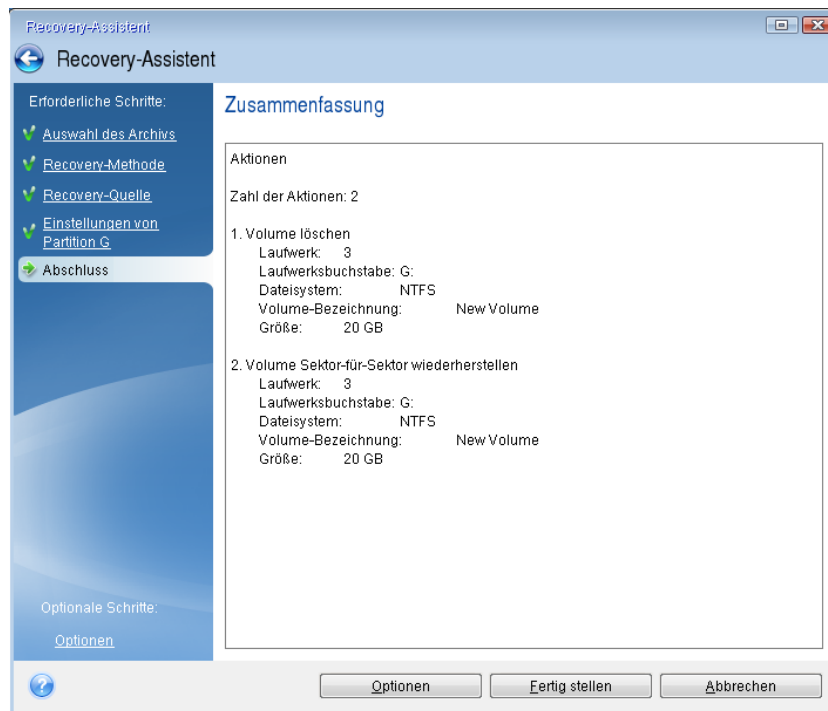 Recovery-Assistent
Recovery-Assistent
Erforderliche Schritte:
Auswahl des Archivs
Recovery-Methode
Recovery-Quelle
Einstellungen von
Partition G
Abschluss
Optionale Schritte:
Optionen
Zusammenfassung
Aktionen
Zahl der Aktionen: 2
1. Volume löschen
Laufwerk: 3
Laufwerksbuchstabe: G:
Dateisystem: NTFS
Volume-Bezeichnung: New Volume
Größe: 20 GB
2. Volume Sektor-für-Sektor wiederherstellen
Laufwerk: 3
Laufwerksbuchstabe: G:
Dateisystem: NTFS
Volume-Bezeichnung: New Volume
Größe: 20 GB
Optionen
Fertig stellen
Abbrechen